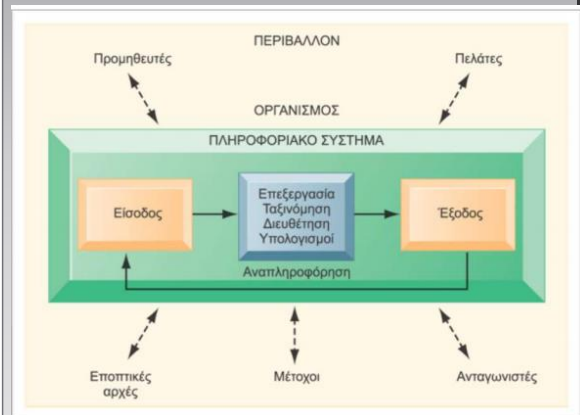 ΠΕΡΙΒΑΛΛΟΝ
Προμηθευτές
Πελάτες
ΟΡΓΑΝΙΣΜΟΣ
ΠΛΗΡΟΦΟΡΙΑΚΟ ΣΥΣΤΗΜΑ
Είσοδος
Επεξεργασία
Ταξινόμηση
Διευθέτηση
Υπολογισμοί
Έξοδος
Αναπληροφόρηση
Εποπτικές
αρχές
Μέτοχοι
Ανταγωνιστές